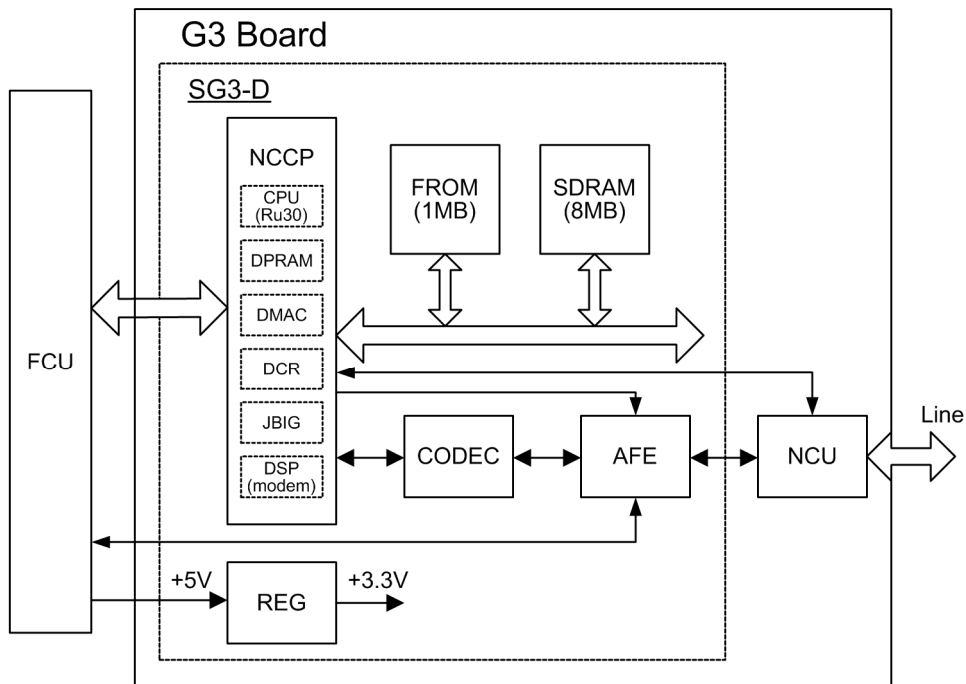 G3 Board
SG3-D
NCCP
CPU
(Ru30)
DPRAM
DMAC
DCR
JBIG
DSP
(modem)
FROM
(1MB)
SDRAM
(8MB)
FCU
CODEC
AFE
NCU
Line
+5V
REG
+3.3V